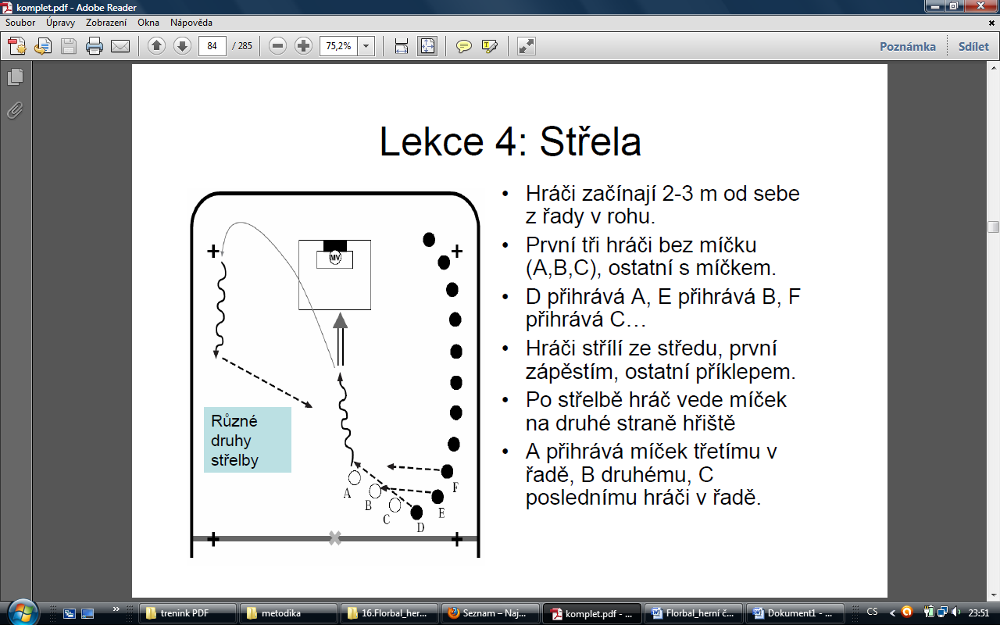 komplet.pdf - Adobe Reader
Soubor Úpravy Zobrazení Okna Nápověda
84 / 285 75,2% Poznámka Sdílet
Lekce 4: Střela
• Hráči začínají 2-3 m od sebe
z řady v rohu.
• První tři hráči bez míčku
(A,B,C), ostatní s míčkem.
• D přihrává A, E přihrává B, F
přihrává C…
• Hráči střílí ze středu, první
zápěstím, ostatní příklepem.
• Po střelbě hráč vede míček
na druhé straně hřiště
• A přihrává míček třetímu v
řadě, B druhému, C
poslednímu hráči v řadě.
MV
Různé
druhy
střelby
A
B
C
D
E
F
trenink PDF metodika 16.Florbal_her... Seznam – Naj... komplet.pdf - ... Florbal_herní č... Dokument1 - ... CS 23:51